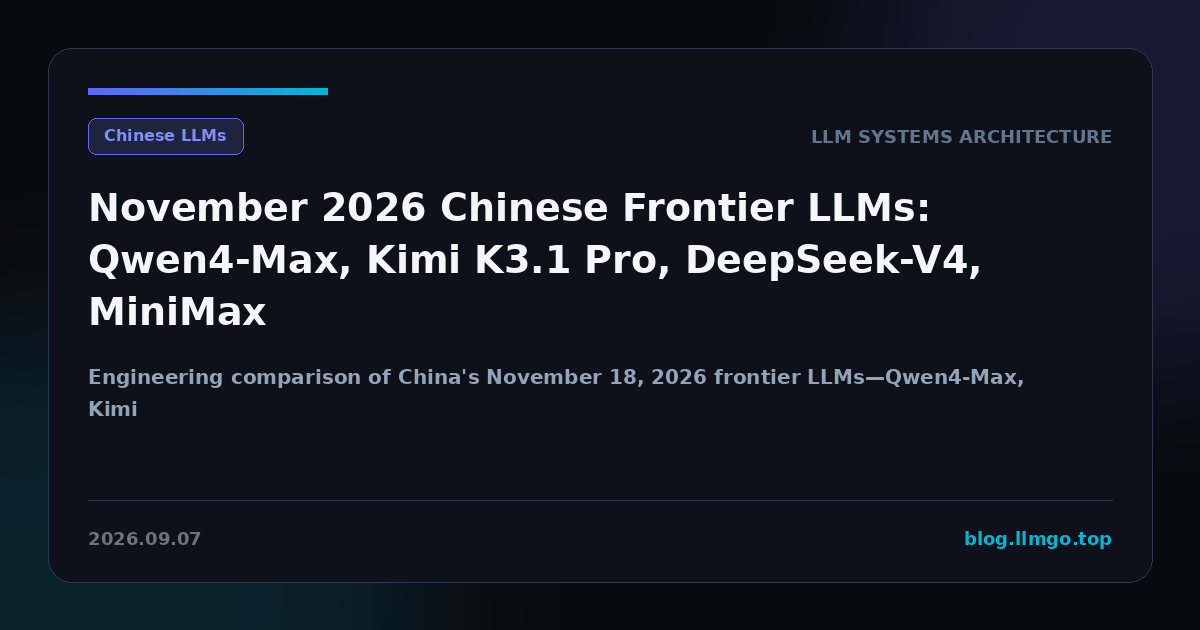 Chinese LLMs
LLM SYSTEMS ARCHITECTURE
November 2026 Chinese Frontier LLMs:
Qwen4-Max, Kimi K3.1 Pro, DeepSeek-V4,
MiniMax
Engineering comparison of China's November 18, 2026 frontier LLMs—Qwen4-Max,
Kimi
2026.09.07
blog.llmgo.top